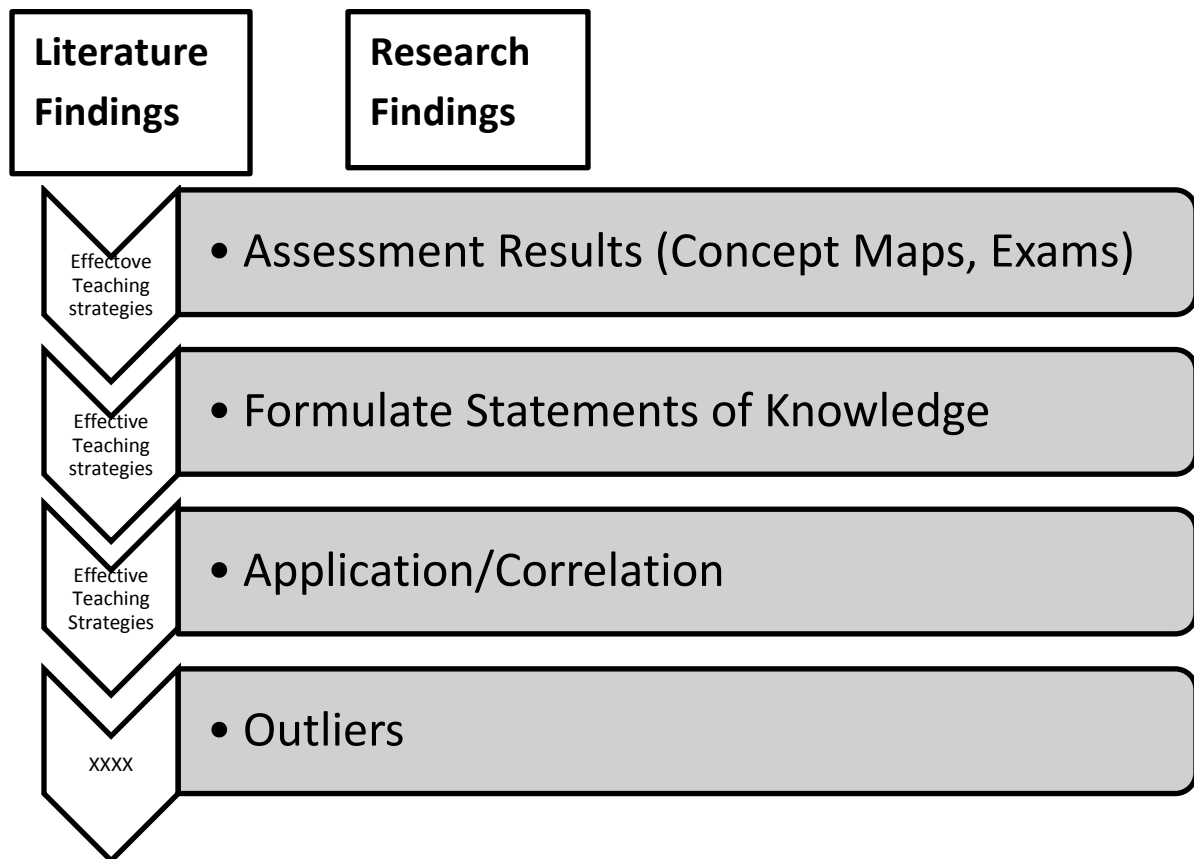 Literature
Findings
Research
Findings
Effectove
Teaching
strategies
• Assessment Results (Concept Maps, Exams)
Effective
Teaching
strategies
• Formulate Statements of Knowledge
Effective
Teaching
Strategies
• Application/Correlation
XXXX
• Outliers